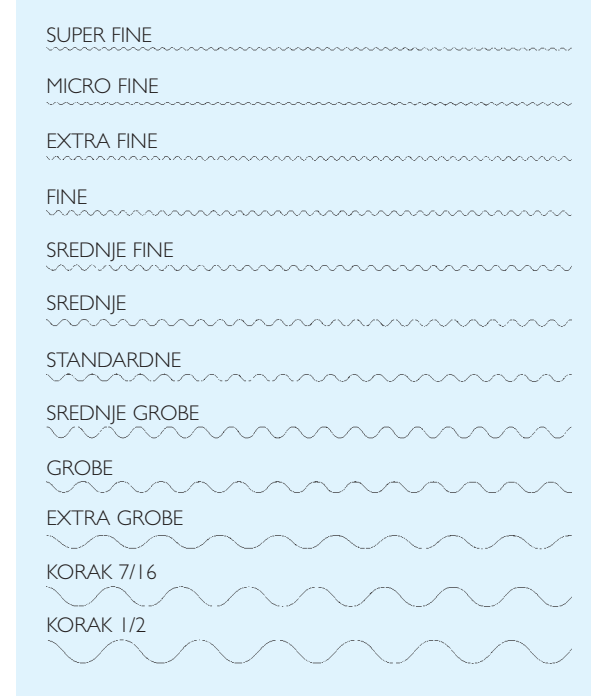 SUPER FINE
MICRO FINE
EXTRA FINE
FINE
SREDNJE FINE
SREDNJE
STANDARDNE
SREDNJE GROBE
GROBE
EXTRA GROBE
KORAK 7/16
KORAK 1/2